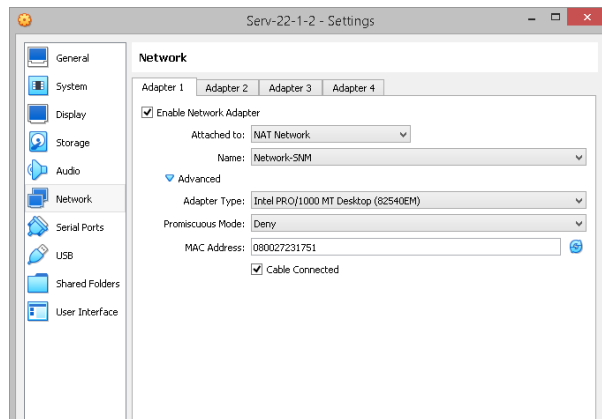 Serv-22-1-2 - Settings
General
System
Display
Storage
Audio
Network
Serial Ports
USB
Shared Folders
User Interface
Network
Adapter 1 Adapter 2 Adapter 3 Adapter 4
Enable Network Adapter
Attached to: NAT Network
Name: Network-SNM
Advanced
Adapter Type: Intel PRO/1000 MT Desktop (82540EM)
Promiscuous Mode: Deny
MAC Address: 080027231751
Cable Connected